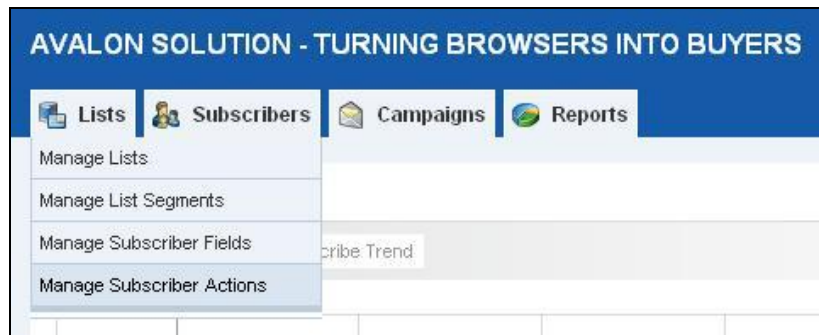 AVALON SOLUTION - TURNING BROWSERS INTO BUYERS
Lists Subscribers Campaigns Reports
Manage Lists
Manage List Segments
Manage Subscriber Fields
Trend
Manage Subscriber Actions